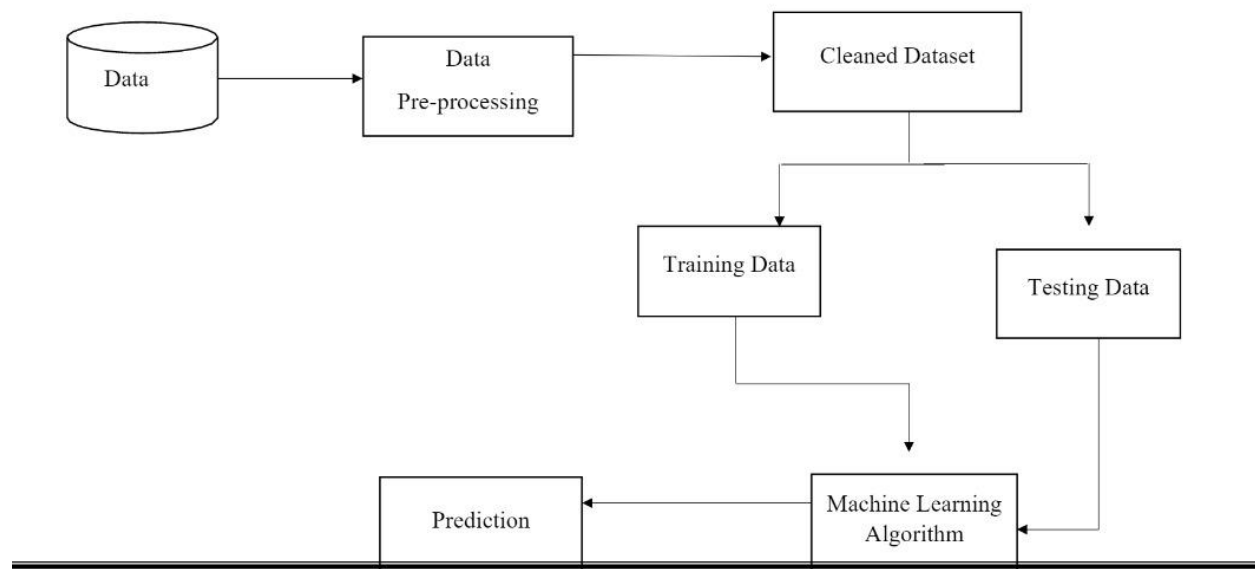 Data
Data
Pre-processing
Cleaned Dataset
Training Data
Testing Data
Machine Learning
Algorithm
Prediction